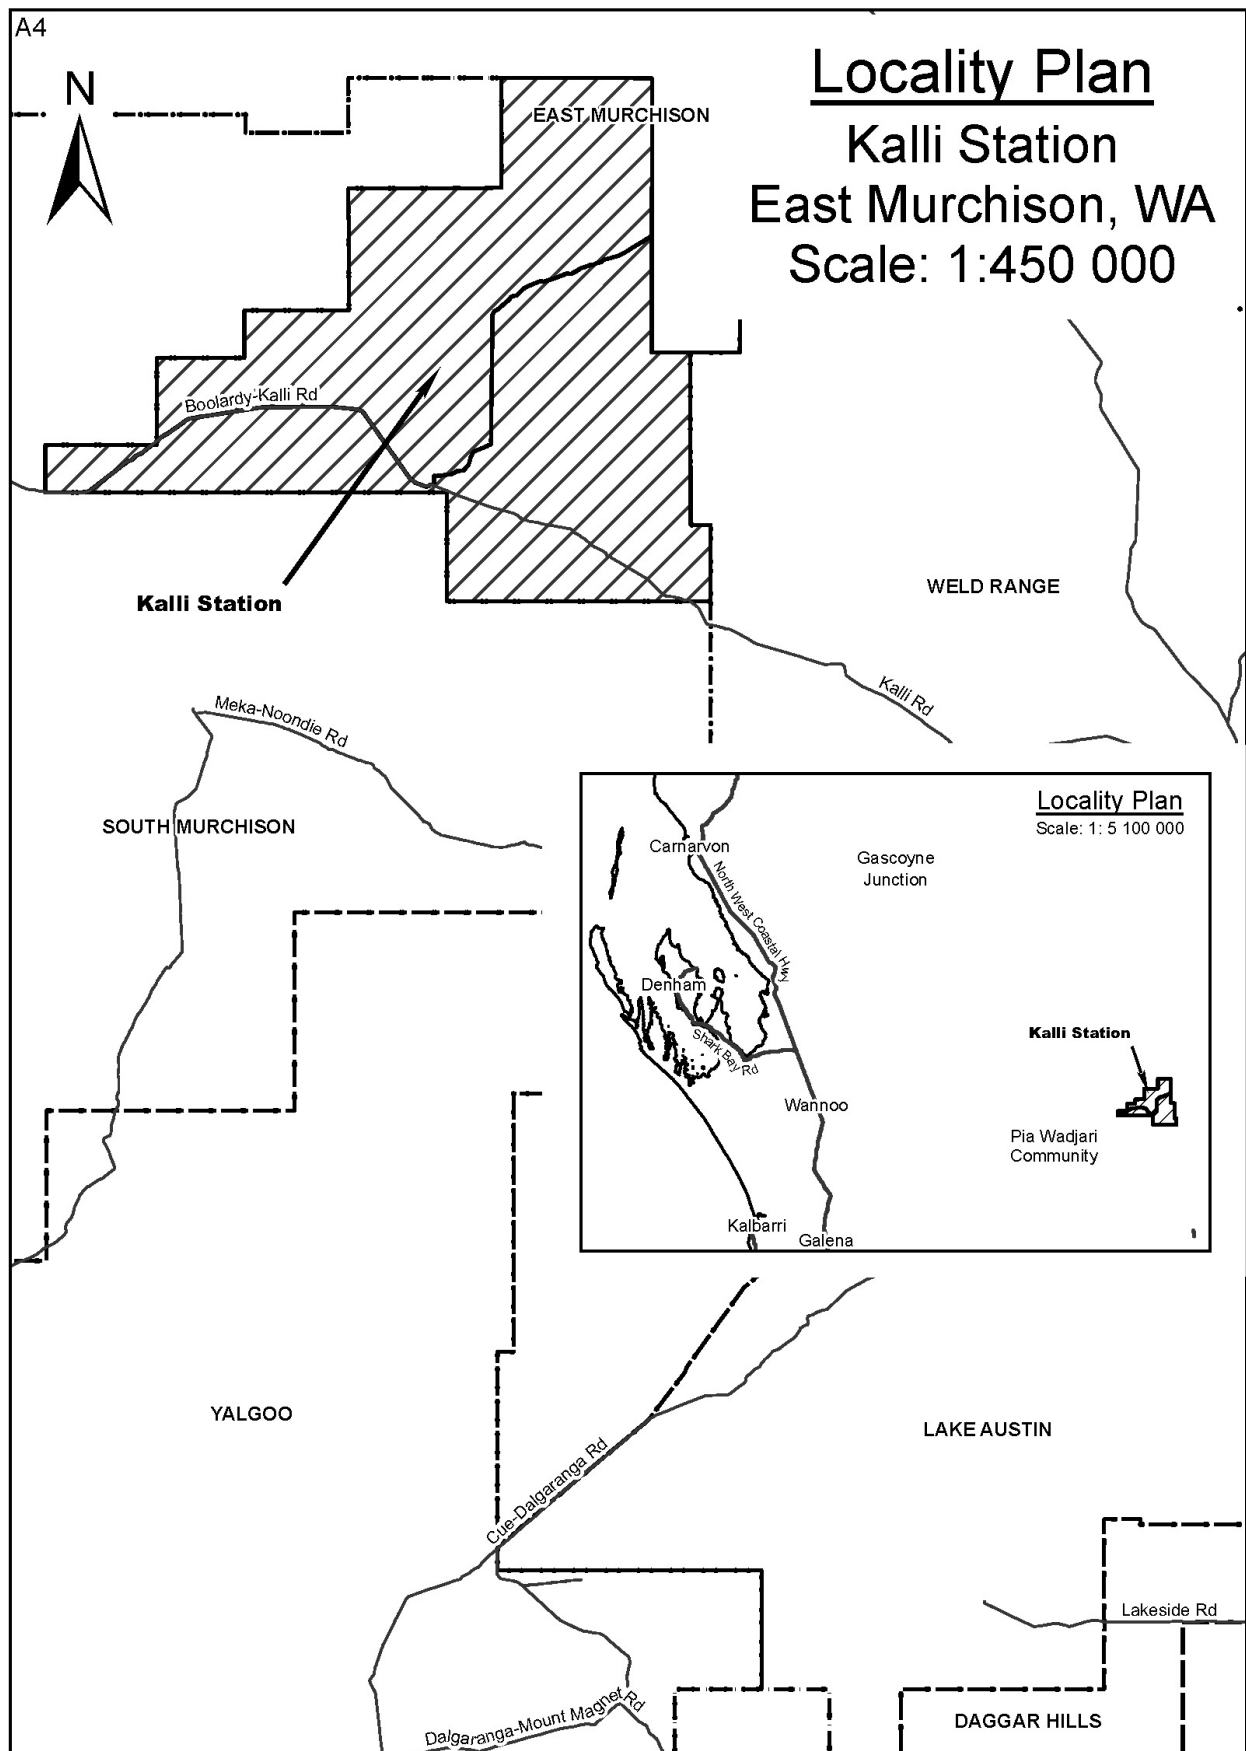 A4
N
Locality Plan
Kalli Station
East Murchison, WA
Scale: 1:450 000
EAST MURCHISON
Boolardy-Kalli Rd
Kalli Station
WELD RANGE
Kalli Rd
Meka-Noondie Rd
SOUTH MURCHISON
Locality Plan
Scale: 1: 5 100 000
Carnarvon
Gascoyne
Junction
North West Coastal Hwy
Denham
Shark Bay Rd
Kalli Station
Wannoo
Pia Wadjari
Community
Kalbarri
Galena
YALGOO
LAKE AUSTIN
Cue-Dalgaranga Rd
Lakeside Rd
Dalgaranga-Mount Magnet Rd
DAGGAR HILLS